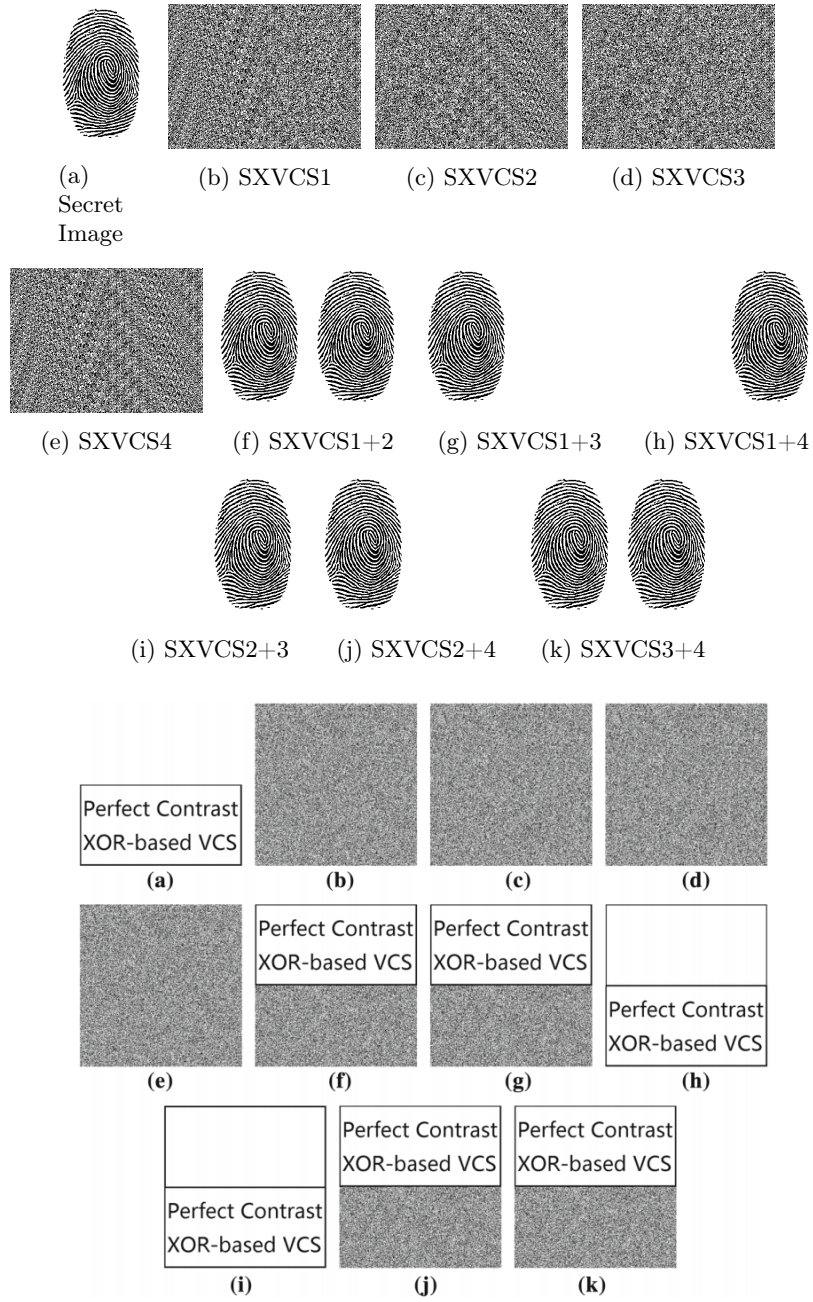 (a)
Secret
Image
(b) SXVCS1
(c) SXVCS2
(d) SXVCS3
(e) SXVCS4
(f) SXVCS1+2
(g) SXVCS1+3
(h) SXVCS1+4
(i) SXVCS2+3
(j) SXVCS2+4
(k) SXVCS3+4
Perfect Contrast
XOR-based VCS
(a)
(b)
(c)
(d)
(e)
Perfect Contrast
XOR-based VCS
(f)
Perfect Contrast
XOR-based VCS
(g)
Perfect Contrast
XOR-based VCS
(h)
Perfect Contrast
XOR-based VCS
(i)
Perfect Contrast
XOR-based VCS
(j)
Perfect Contrast
XOR-based VCS
(k)